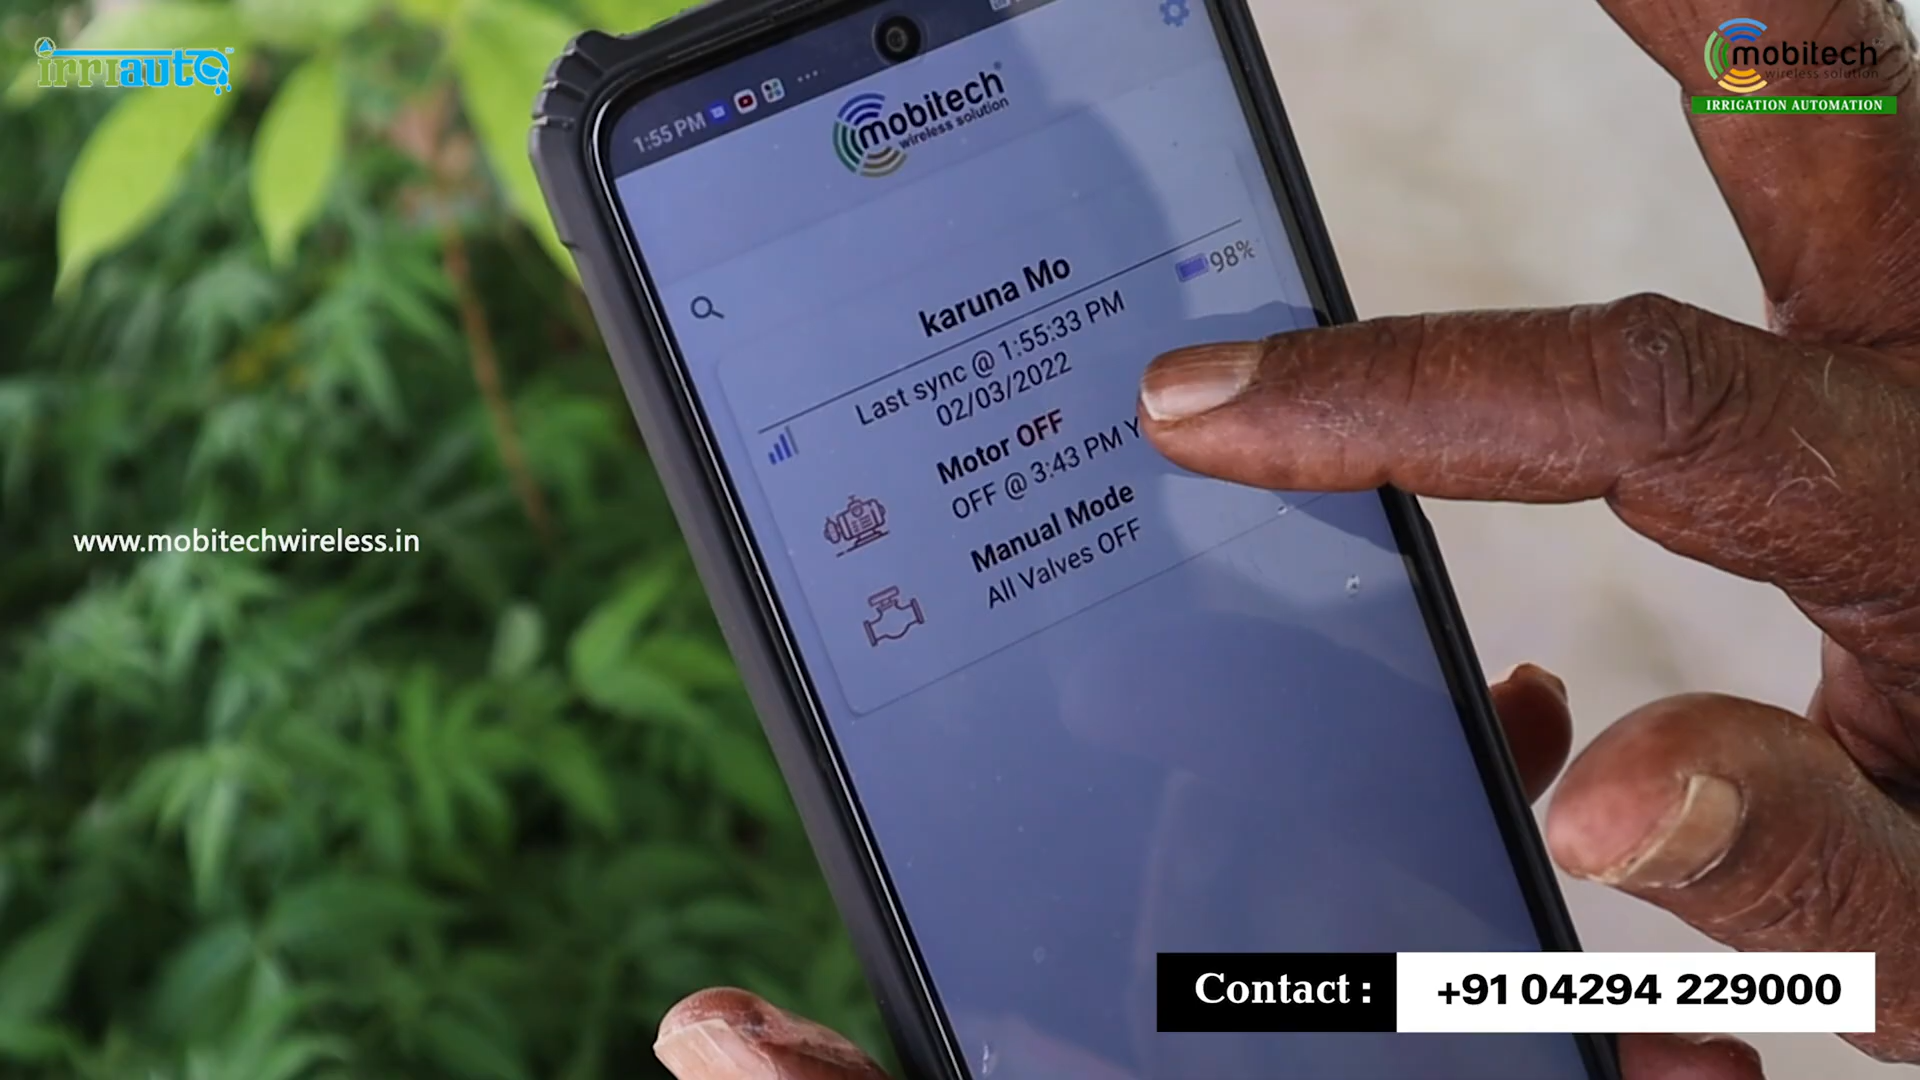 irriauto
mobitech
wireless solution
IRRIGATION AUTOMATION
1:55 PM
mobitech
wireless solution
karuna Mo
98%
Last sync @ 1:55:33 PM
02/03/2022
Motor OFF
OFF @ 3:43 PM
Manual Mode
All Valves OFF
www.mobitechwireless.in
Contact : +91 04294 229000